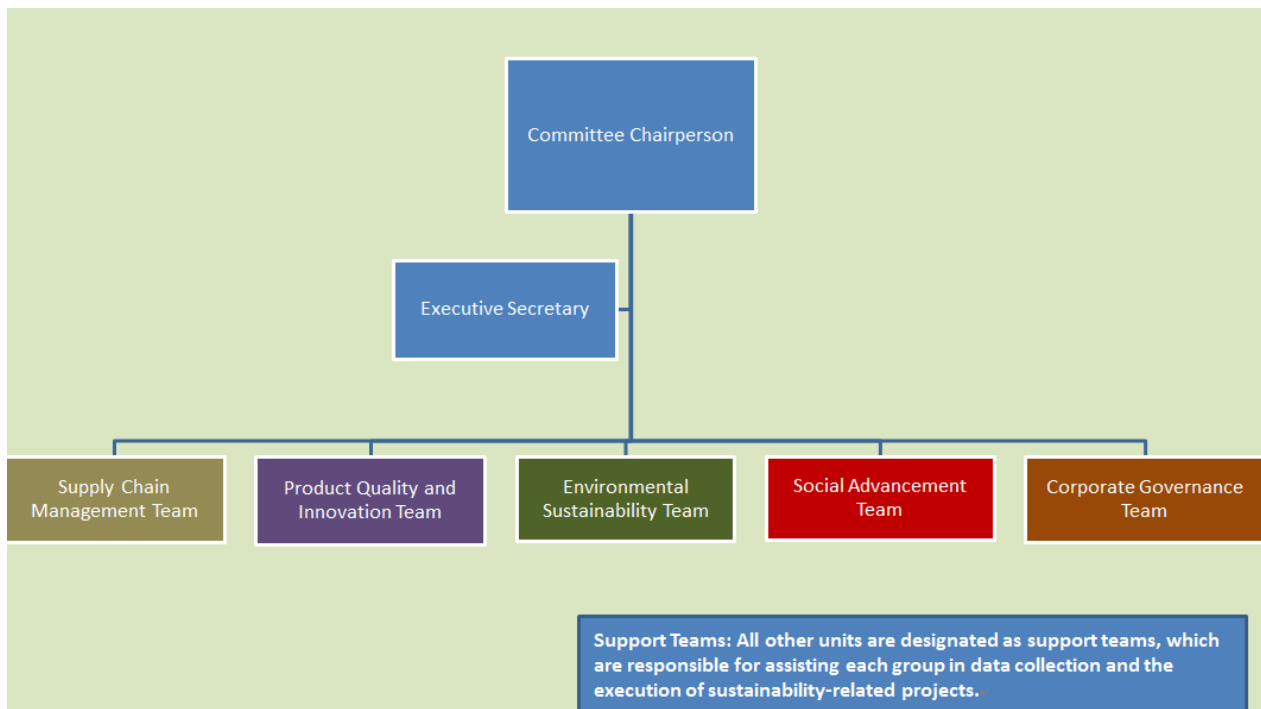 Committee Chairperson
Executive Secretary
Supply Chain
Management Team
Product Quality and
Innovation Team
Environmental
Sustainability Team
Social Advancement
Team
Corporate Governance
Team
Support Teams: All other units are designated as support teams, which
are responsible for assisting each group in data collection and the
execution of sustainability-related projects.